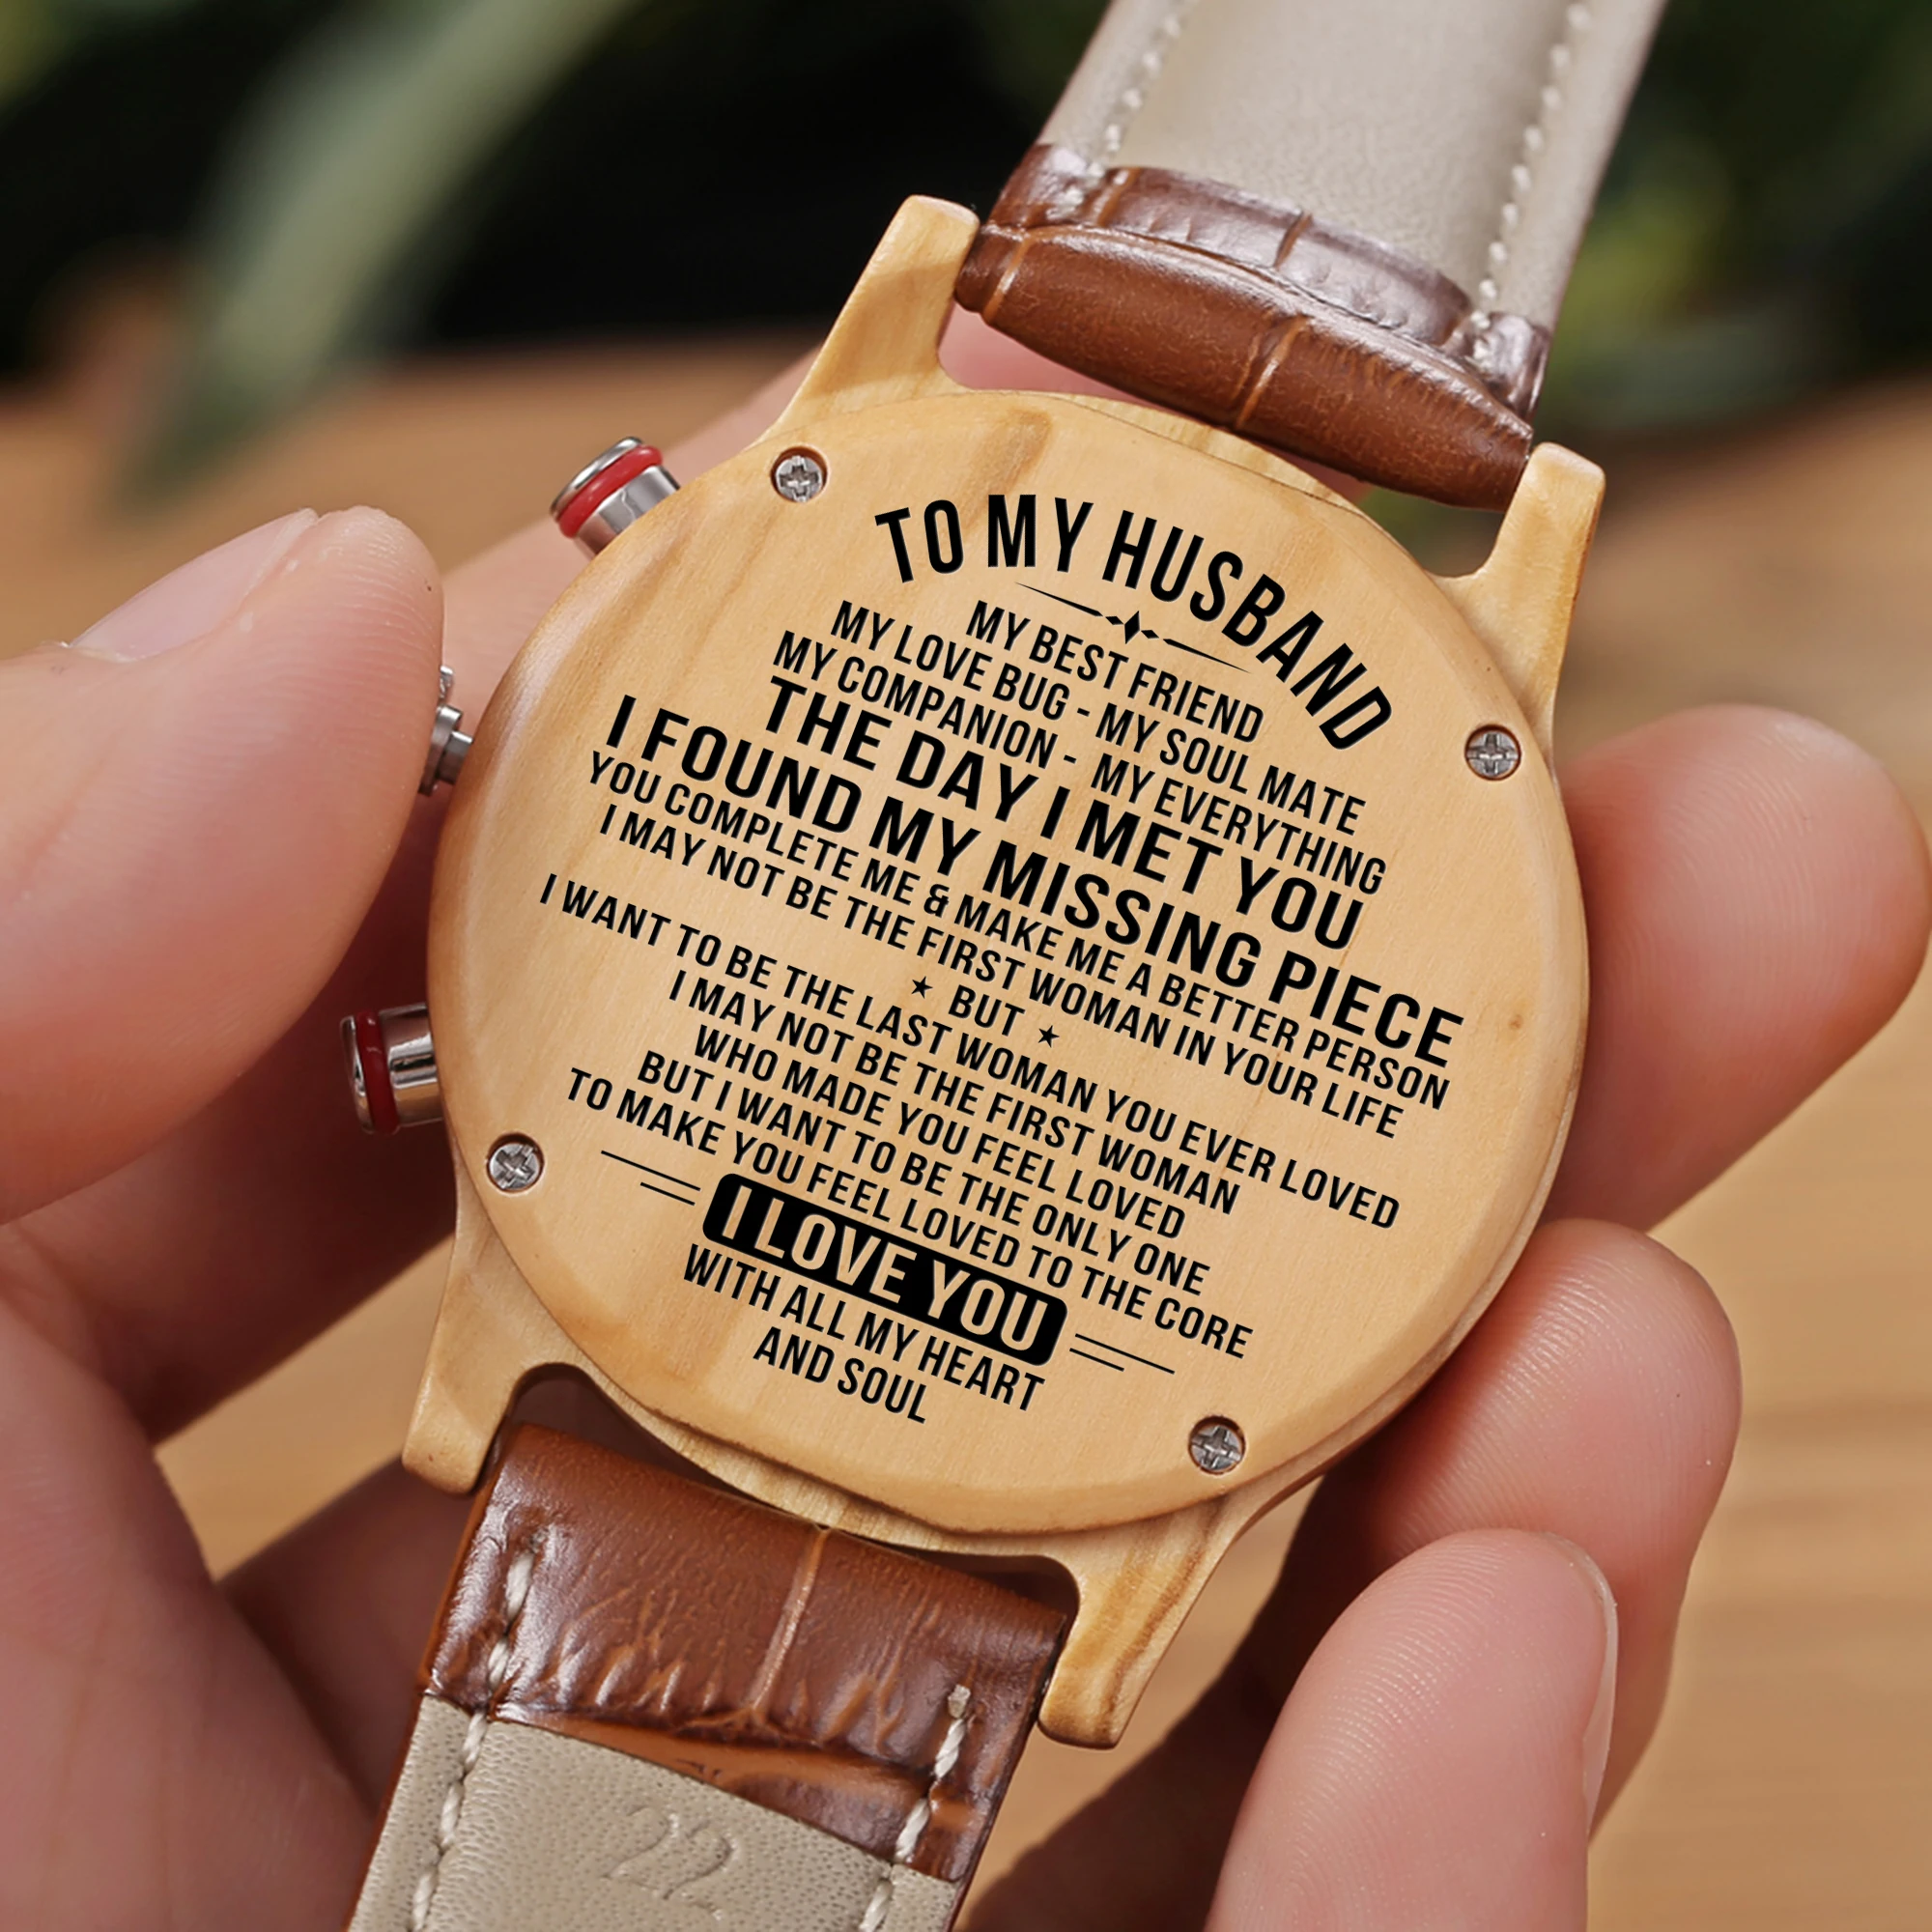 TO MY HUSBAND
MY BEST FRIEND
MY LOVE BUG - MY SOUL MATE
MY COMPANION - MY EVERYTHING
THE DAY I MET YOU
I FOUND MY MISSING PIECE
YOU COMPLETE ME & MAKE ME A BETTER PERSON
I MAY NOT BE THE FIRST WOMAN IN YOUR LIFE
★ BUT ★
I WANT TO BE THE LAST WOMAN YOU EVER LOVED
I MAY NOT BE THE FIRST WOMAN
WHO MADE YOU FEEL LOVED
BUT I WANT TO BE THE ONLY ONE
TO MAKE YOU FEEL LOVED TO THE CORE
I LOVE YOU
WITH ALL MY HEART
AND SOUL
22